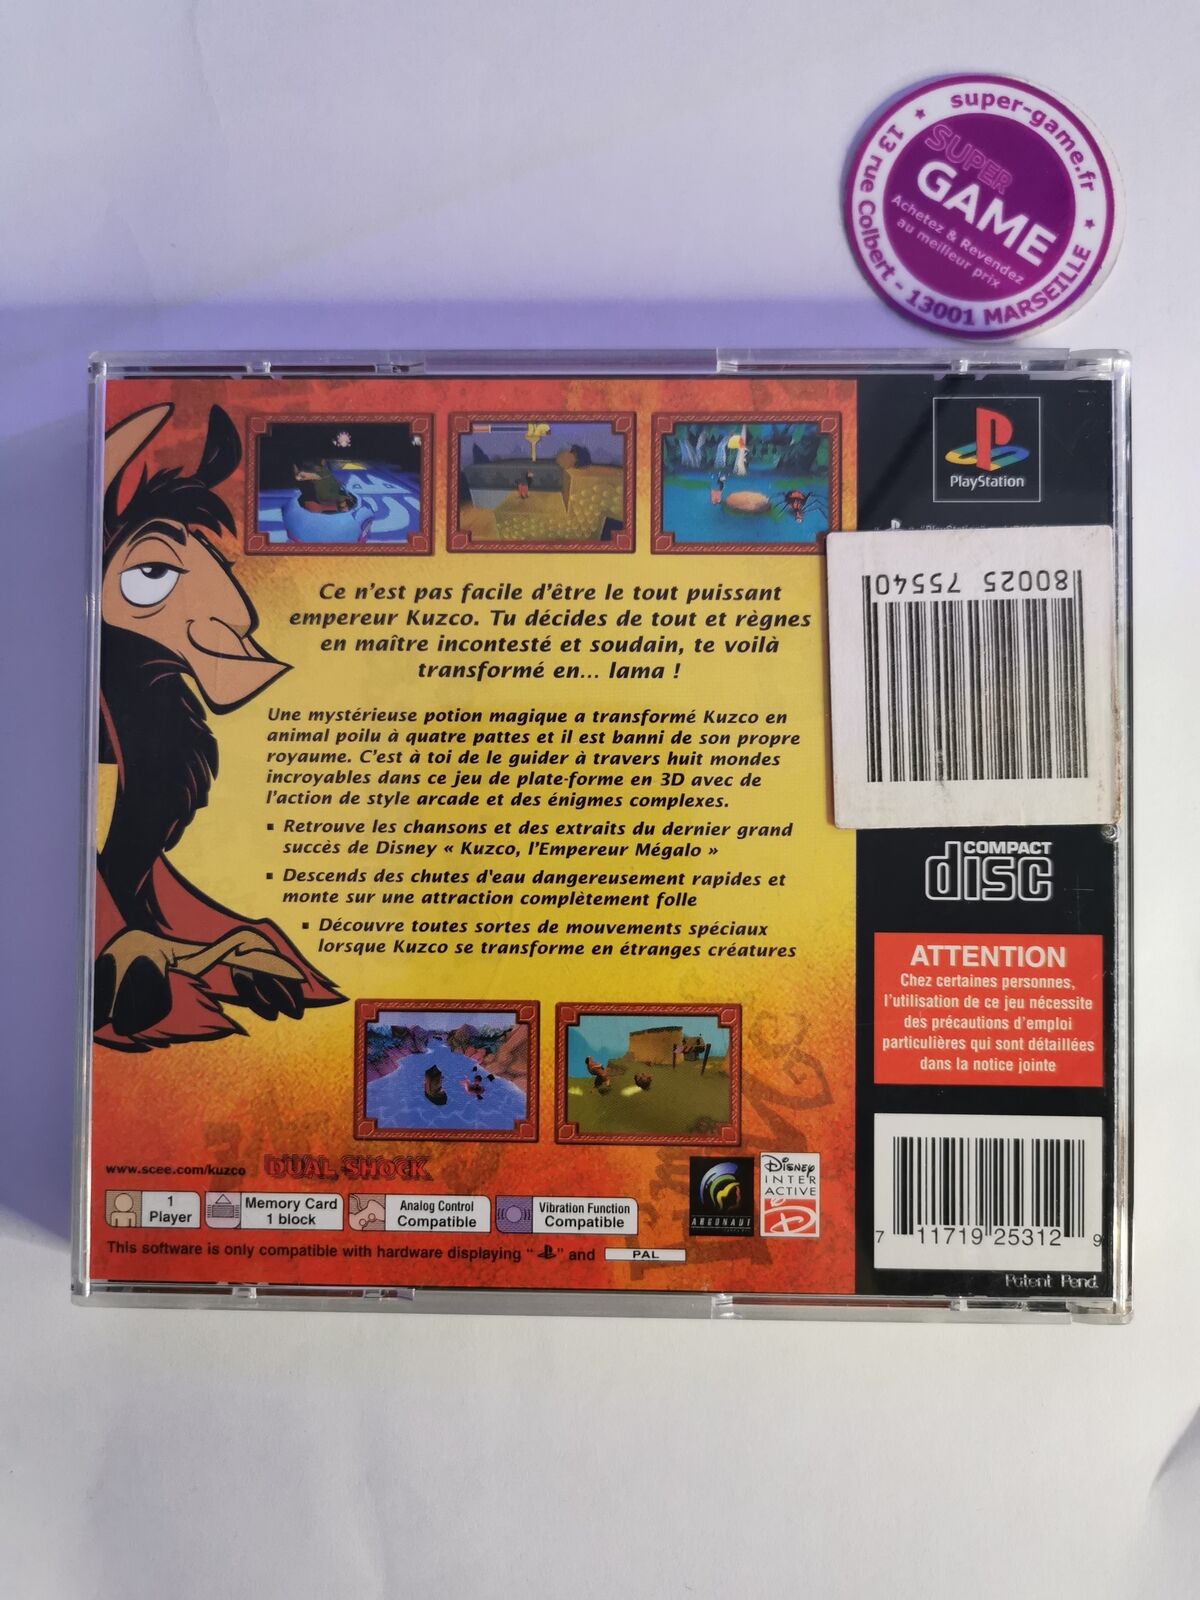 super-game.fr
SUPER
GAME
Achetez & Revendez
au meilleur prix
13 rue Colbert - 13001 MARSEILLE
PlayStation
80025 75540
Ce n'est pas facile d'être le tout puissant
empereur Kuzco. Tu décides de tout et règnes
en maître incontesté et soudain, te voilà
transformé en... lama !
Une mystérieuse potion magique a transformé Kuzco en
animal poilu à quatre pattes et il est banni de son propre
royaume. C'est à toi de le guider à travers huit mondes
incroyables dans ce jeu de plate-forme en 3D avec de
l'action de style arcade et des énigmes complexes.
▪ Retrouve les chansons et des extraits du dernier grand
succès de Disney « Kuzco, l'Empereur Mégalo »
▪ Descends des chutes d'eau dangereusement rapides et
monte sur une attraction complètement folle
▪ Découvre toutes sortes de mouvements spéciaux
lorsque Kuzco se transforme en étranges créatures
COMPACT
disc
ATTENTION
Chez certaines personnes,
l'utilisation de ce jeu nécessite
des précautions d'emploi
particulières qui sont détaillées
dans la notice jointe
www.scee.com/kuzco
DUAL SHOCK
1
Player
Memory Card
1 block
Analog Control
Compatible
Vibration Function
Compatible
ARGONAUT
DISNEY
INTER
ACTIVE
This software is only compatible with hardware displaying " " and PAL
7 11719 25312 9
Patent Pend.